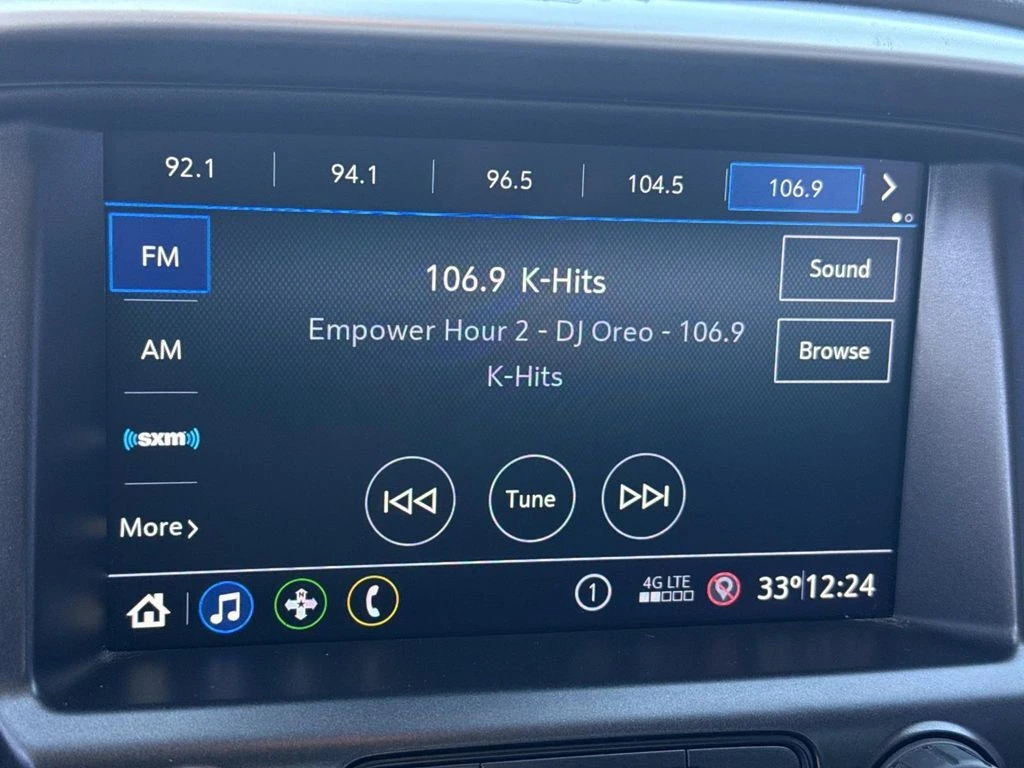 92.1 94.1 96.5 104.5 106.9
FM
106.9 K-Hits
Sound
Empower Hour 2 - DJ Oreo - 106.9
K-Hits
Browse
AM
sxm
More
Tune
N
1
4G LTE
33° 12:24